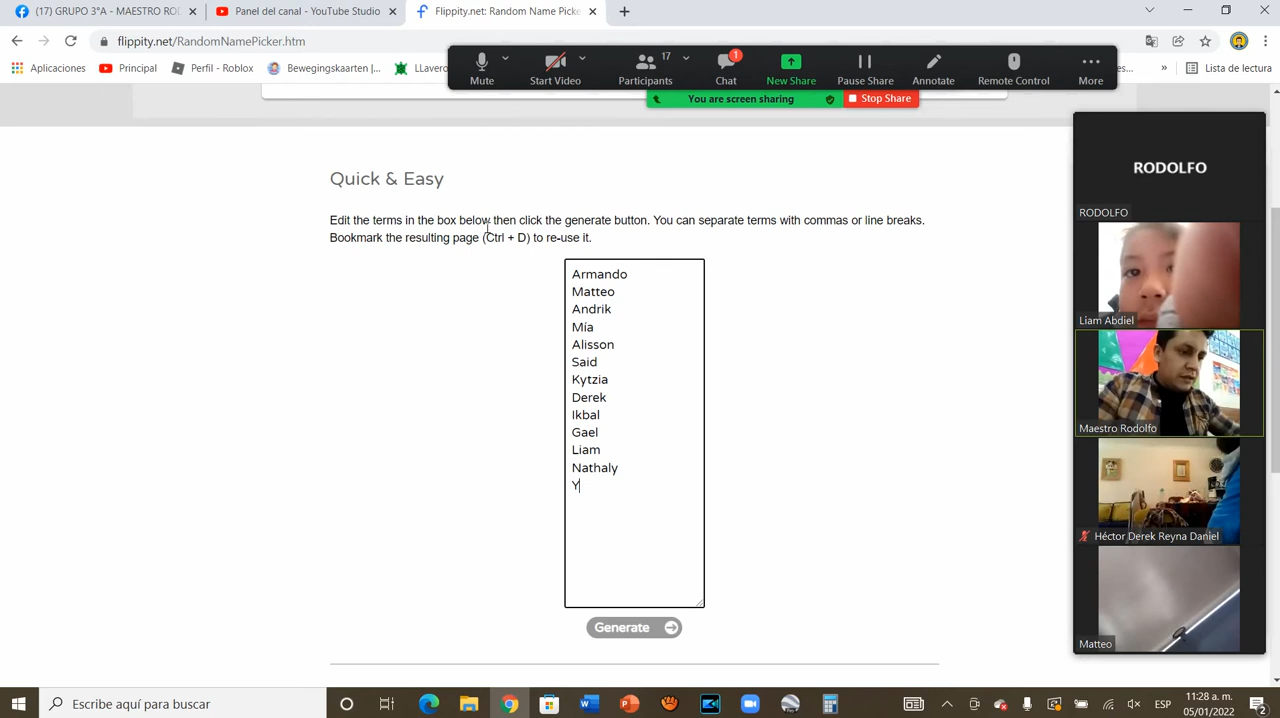 (17) GRUPO 3°A - MAESTRO ROD
Panel del canal - YouTube Studio
Flippity.net: Random Name Picke
flippity.net/RandomNamePicker.htm
Aplicaciones
Principal
Perfil - Roblox
Bewegingskaarten |...
Llavero
Lista de lectura
Mute
Start Video
17
Participants
1
Chat
New Share
Pause Share
Annotate
Remote Control
More
You are screen sharing
Stop Share
Quick & Easy
Edit the terms in the box below then click the generate button. You can separate terms with commas or line breaks.
Bookmark the resulting page (Ctrl + D) to re-use it.
Armando
Matteo
Andrik
Mía
Alisson
Said
Kytzia
Derek
Ikbal
Gael
Liam
Nathaly
Y
Generate
RODOLFO
RODOLFO
Liam Abdiel
Maestro Rodolfo
Héctor Derek Reyna Daniel
Matteo
Escribe aquí para buscar
ESP
11:28 a. m.
05/01/2022
2